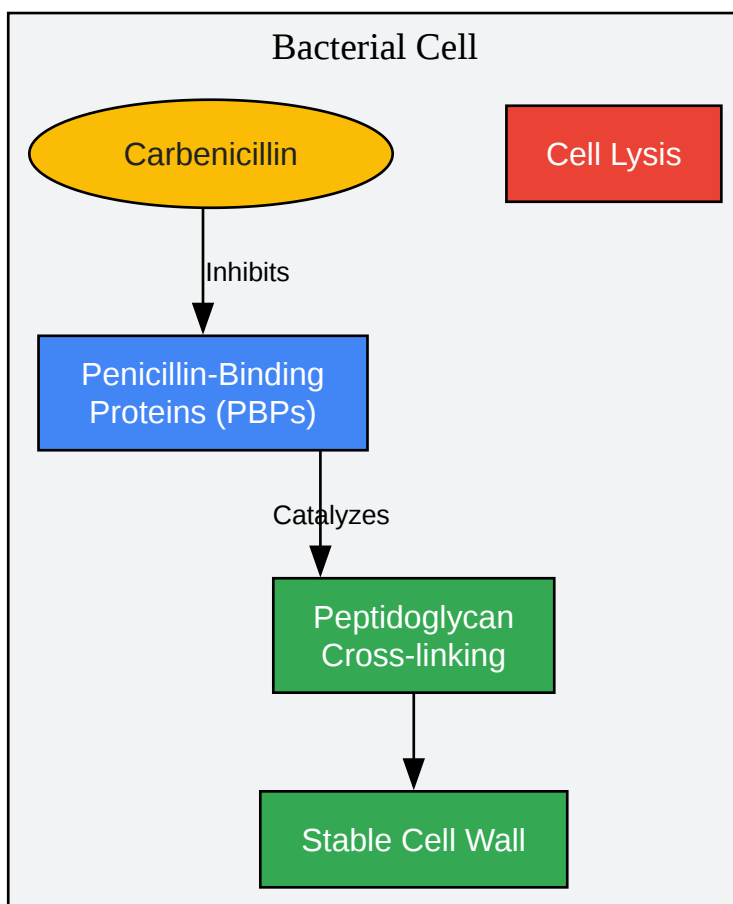 Bacterial Cell
Carbenicillin
Cell Lysis
Inhibits
Penicillin-Binding
Proteins (PBPs)
Catalyzes
Peptidoglycan
Cross-linking
Stable Cell Wall